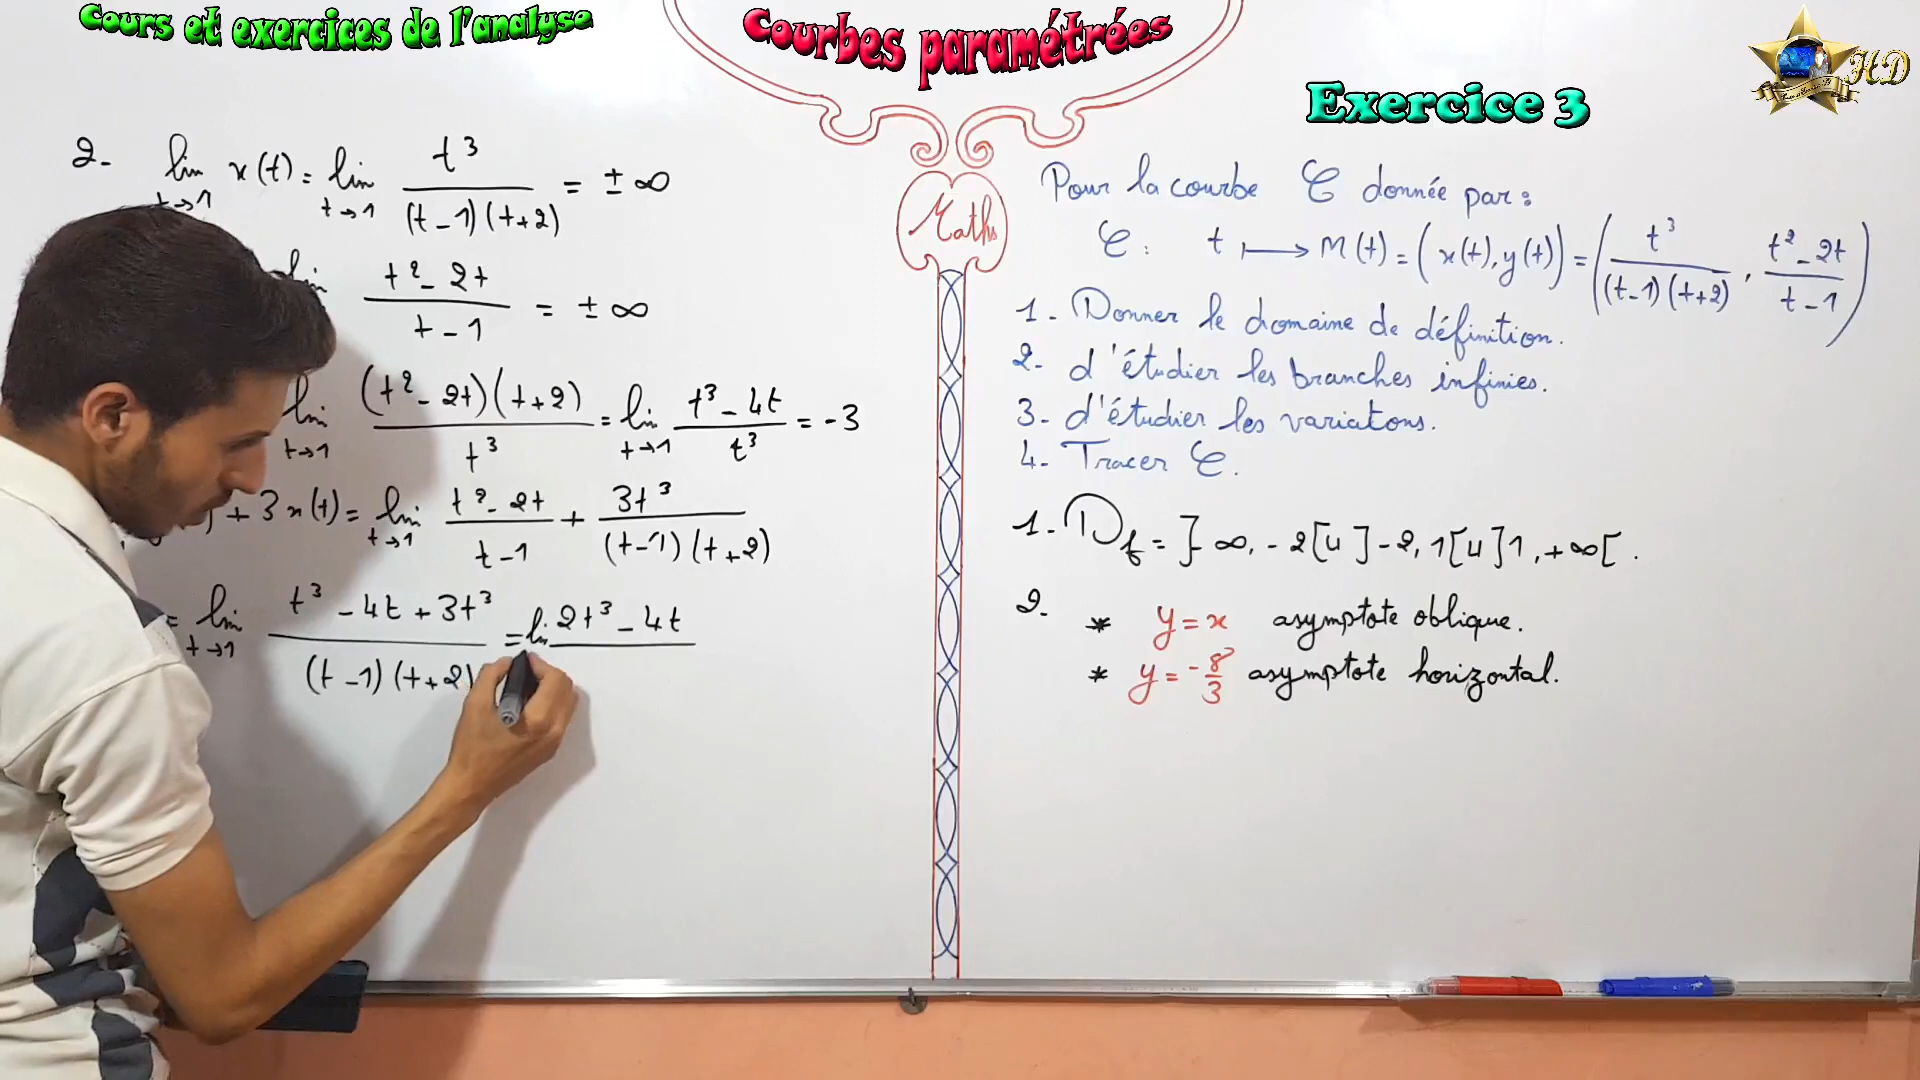 Cours et exercices de l'analyse
Courbes paramétrées
HD
Exercice 3
Maths
2- lim x(t) = lim t³ / (t-1)(t+2) = ± ∞
t→1 t→1
t² - 2t / t - 1 = ± ∞
lim (t² - 2t)(t+2) / t³ = lim t³ - 4t / t³ = -3
t→1 t→1
+ 3x(t) = lim t² - 2t / t - 1 + 3t³ / (t-1)(t+2)
t→1
= lim t³ - 4t + 3t³ / (t-1)(t+2) = lim 2t³ - 4t
t→1
Pour la courbe C donnée par :
C : t ⟼ M(t) = (x(t), y(t)) = (t³ / (t-1)(t+2), t² - 2t / t-1)
1- Donner le domaine de définition.
2- d'étudier les branches infinies.
3- d'étudier les variatons.
4- Tracer C.
1- Df = ]-∞, -2[ U ]-2, 1[ U ]1, +∞[ .
2- * y = x asymptote oblique.
* y = -8/3 asymptote horizontal.